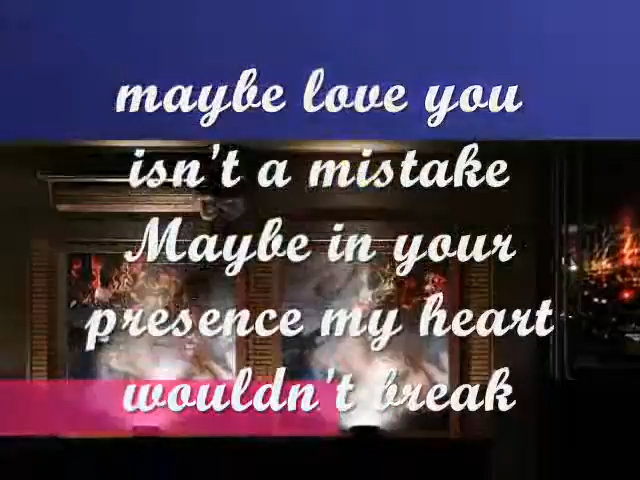 maybe love you
isn't a mistake
Maybe in your
presence my heart
wouldn't break